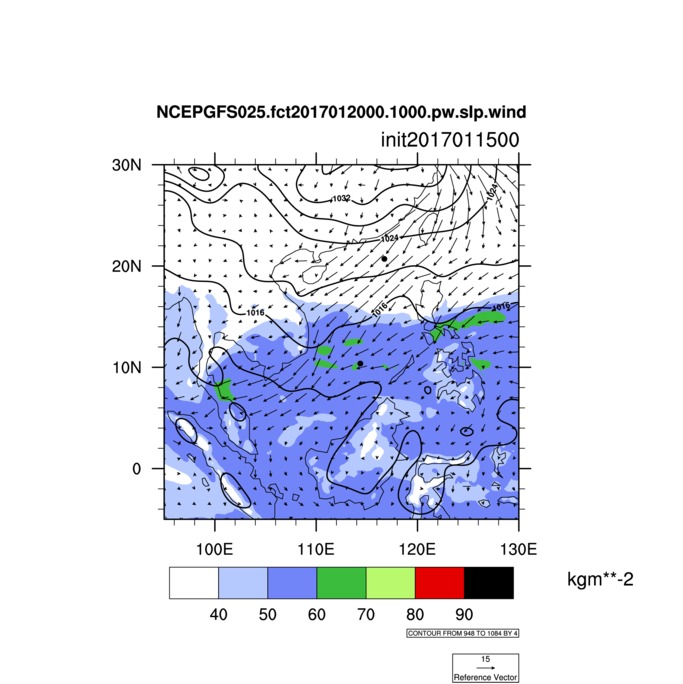 NCEPGFS025.fct2017012000.1000.pw.slp.wind
init2017011500
30N
20N
10N
0
1032
1024
1024
1016
1016
1016
100E 110E 120E 130E
kgm**-2
40 50 60 70 80 90
CONTOUR FROM 948 TO 1084 BY 4
15
Reference Vector